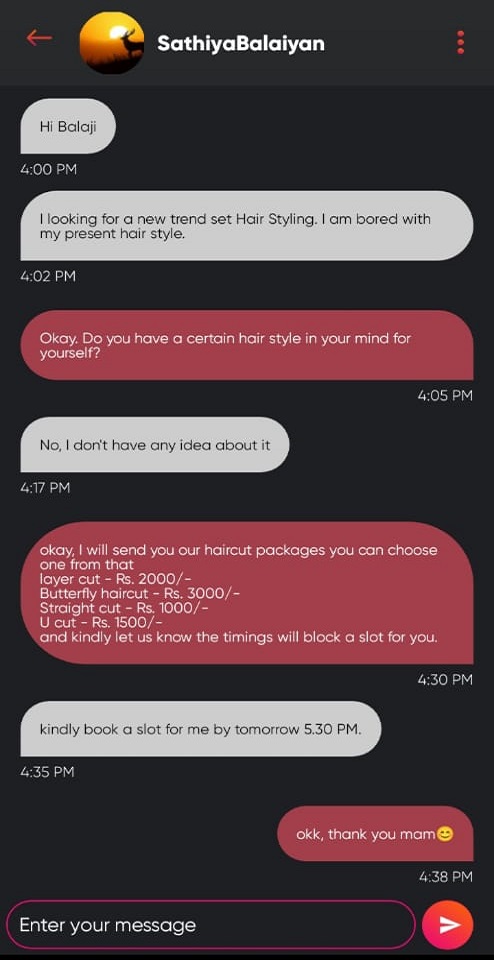 SathiyaBalaiyan
Hi Balaji
4:00 PM
I looking for a new trend set Hair Styling. I am bored with
my present hair style.
4:02 PM
Okay. Do you have a certain hair style in your mind for
yourself?
4:05 PM
No, I don't have any idea about it
4:17 PM
okay, I will send you our haircut packages you can choose
one from that
layer cut - Rs. 2000/-
Butterfly haircut - Rs. 3000/-
Straight cut - Rs. 1000/-
U cut - Rs. 1500/-
and kindly let us know the timings will block a slot for you.
4:30 PM
kindly book a slot for me by tomorrow 5.30 PM.
4:35 PM
okk, thank you mam😊
4:38 PM
Enter your message